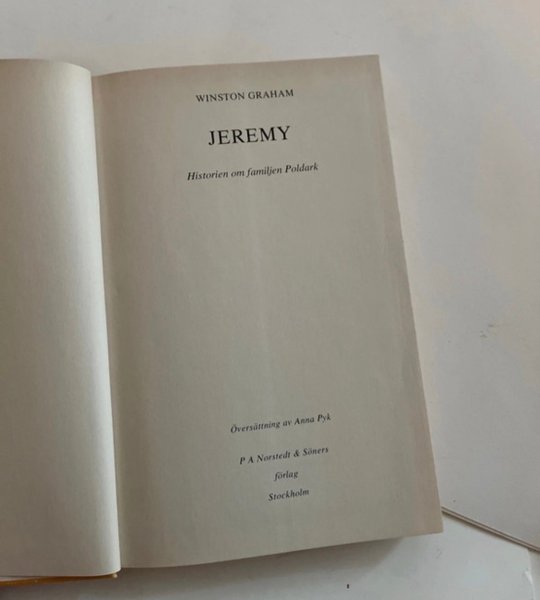 WINSTON GRAHAM
JEREMY
Historien om familjen Poldark
Översättning av Anna Pyk
P A Norstedt & Söners
förlag
Stockholm